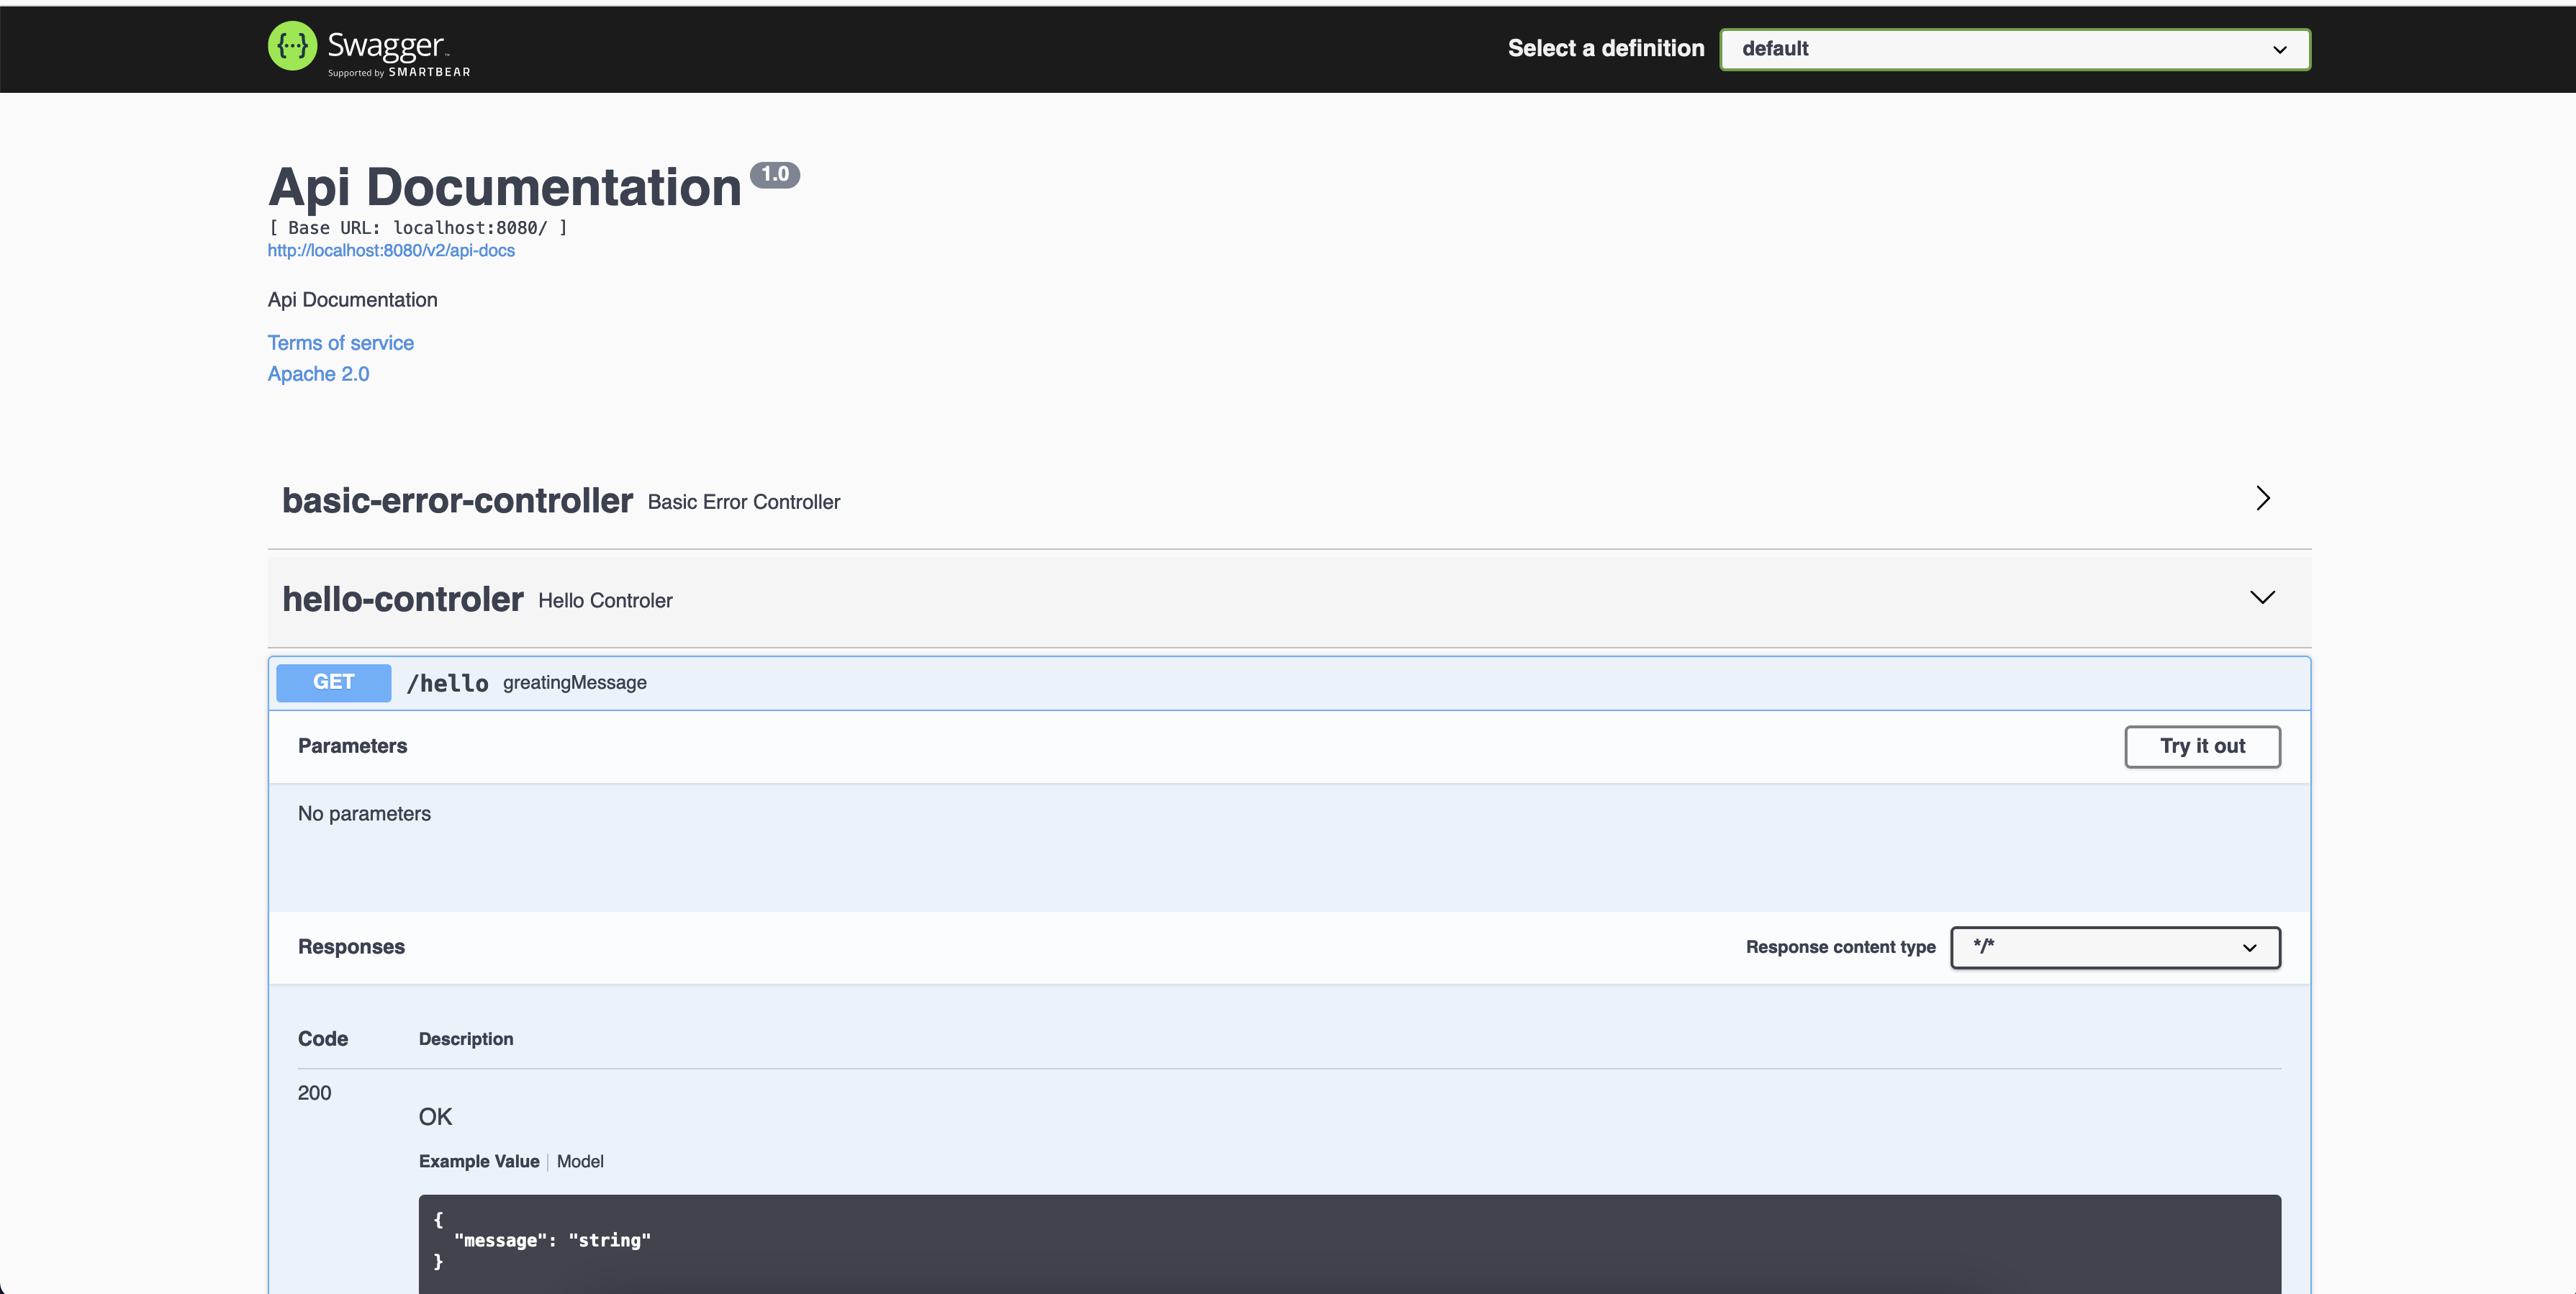 Swagger™
Supported by SMARTBEAR
Select a definition default
Api Documentation 1.0
[ Base URL: localhost:8080/ ]
http://localhost:8080/v2/api-docs
Api Documentation
Terms of service
Apache 2.0
basic-error-controller Basic Error Controller
hello-controler Hello Controler
GET /hello greatingMessage
Parameters Try it out
No parameters
Responses Response content type */*
Code Description
200
OK
Example Value Model
{
"message": "string"
}